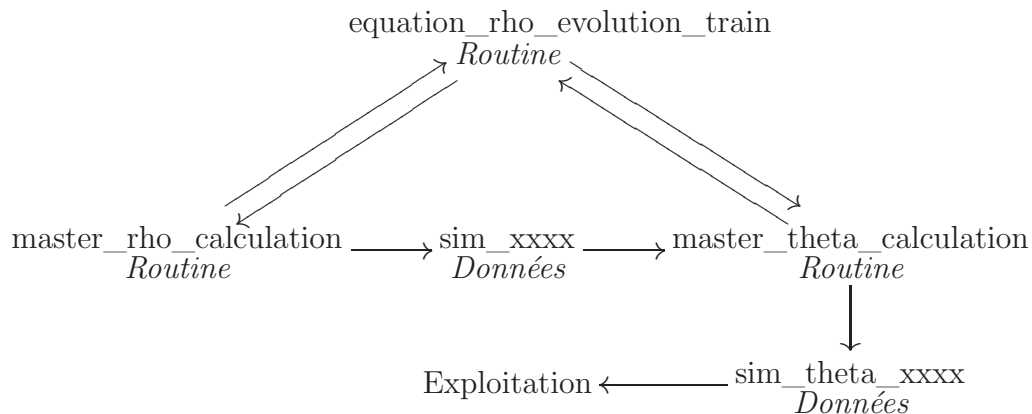 equation_rho_evolution_train
Routine
master_rho_calculation
Routine
sim_xxxx
Données
master_theta_calculation
Routine
Exploitation
sim_theta_xxxx
Données